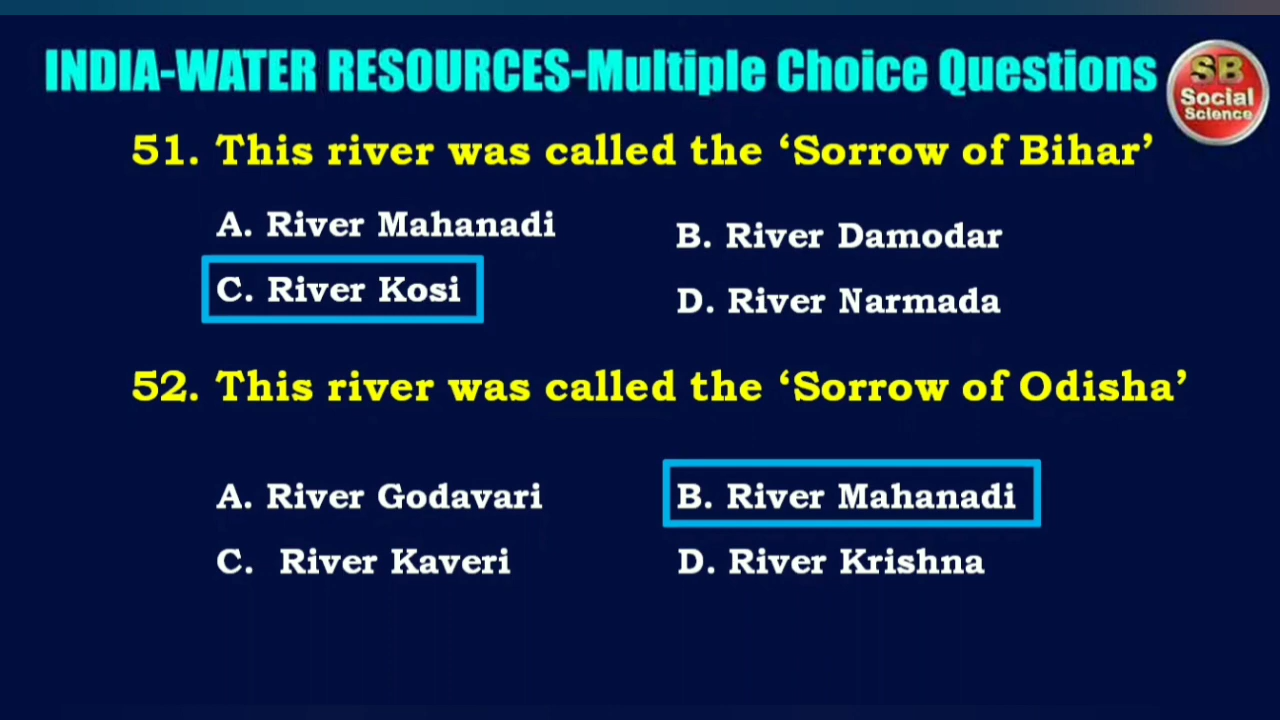 INDIA-WATER RESOURCES-Multiple Choice Questions
SB
Social
Science
51. This river was called the ‘Sorrow of Bihar’
A. River Mahanadi
B. River Damodar
C. River Kosi
D. River Narmada
52. This river was called the ‘Sorrow of Odisha’
A. River Godavari
B. River Mahanadi
C. River Kaveri
D. River Krishna